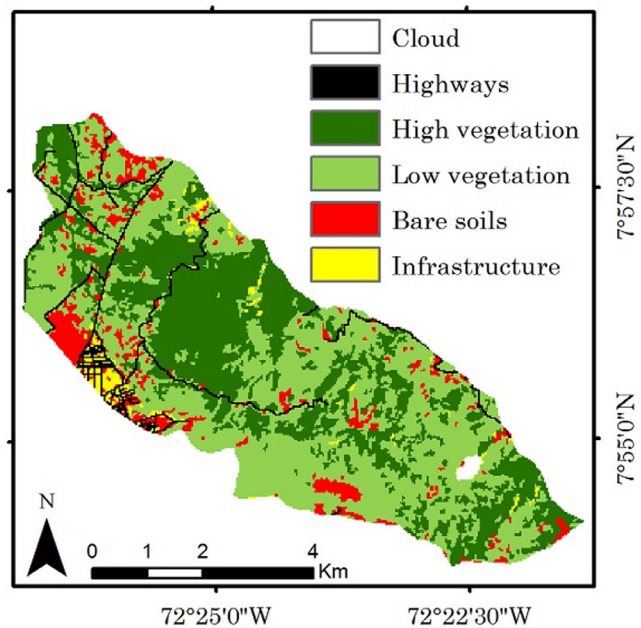 Cloud
Highways
High vegetation
Low vegetation
Bare soils
Infrastructure
7°57'30"N
7°55'0"N
N
0 1 2 4
Km
72°25'0"W 72°22'30"W